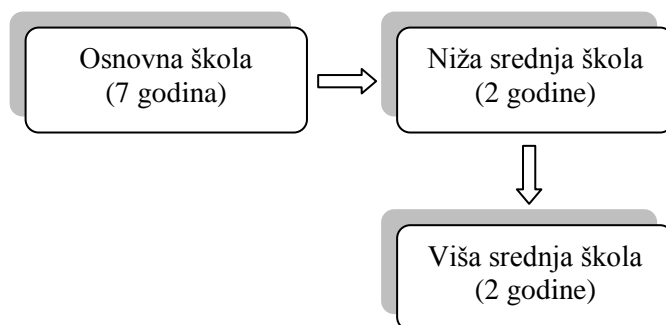 Osnovna škola
(7 godina)
Niža srednja škola
(2 godine)
Viša srednja škola
(2 godine)